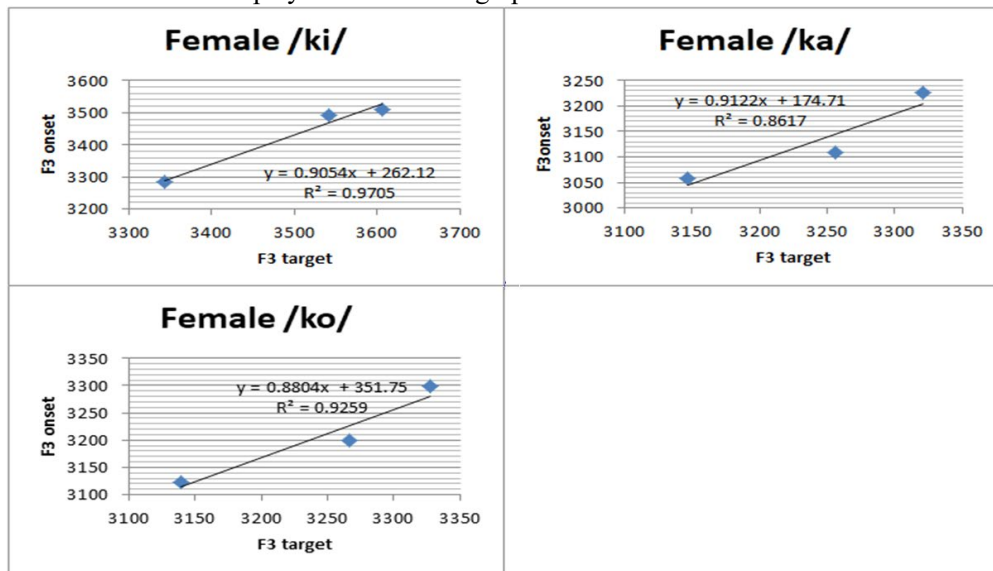 Female /ki/
3600
3500
3400
3300
3200
F3 onset
y = 0.9054x + 262.12
R² = 0.9705
3300 3400 3500 3600 3700
F3 target
Female /ka/
3250
3200
3150
3100
3050
3000
F3onset
y = 0.9122x + 174.71
R² = 0.8617
3100 3150 3200 3250 3300 3350
F3 target
Female /ko/
3350
3300
3250
3200
3150
3100
F3 onset
y = 0.8804x + 351.75
R² = 0.9259
3100 3150 3200 3250 3300 3350
F3 target